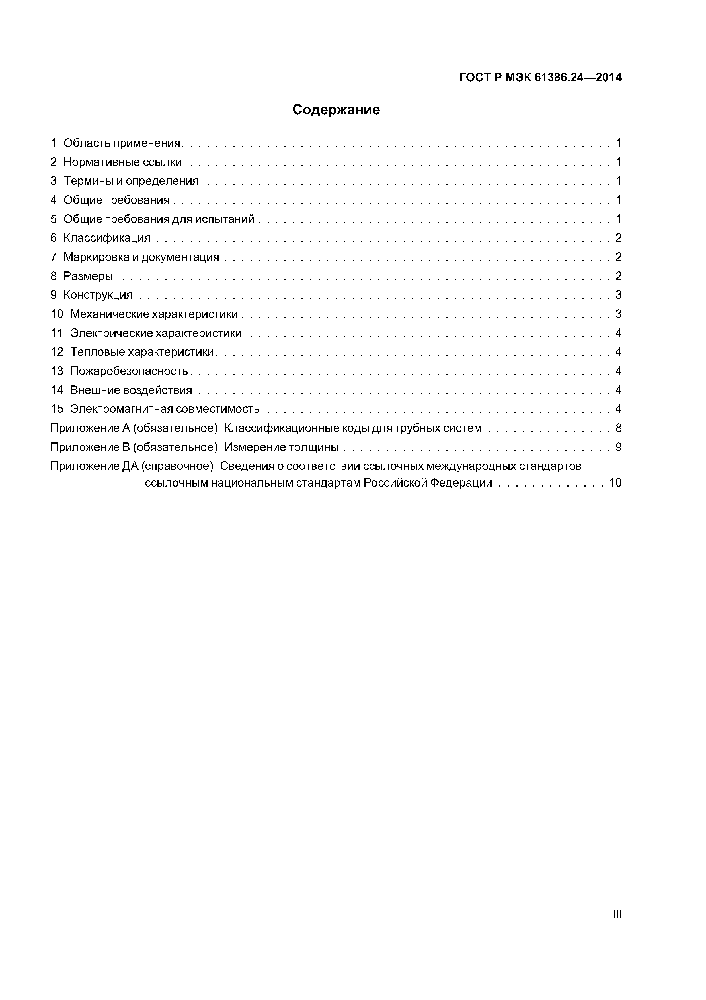 ГОСТ Р МЭК 61386.24—2014
Содержание
1 Область применения. . . . . . . . . . . . . . . . . . . . . . . . . . . . . . 1
2 Нормативные ссылки . . . . . . . . . . . . . . . . . . . . . . . . . . . . . . 1
3 Термины и определения . . . . . . . . . . . . . . . . . . . . . . . . . . . . . . 1
4 Общие требования . . . . . . . . . . . . . . . . . . . . . . . . . . . . . . 1
5 Общие требования для испытаний . . . . . . . . . . . . . . . . . . . . . . . . . . 1
6 Классификация . . . . . . . . . . . . . . . . . . . . . . . . . . . . . . 2
7 Маркировка и документация . . . . . . . . . . . . . . . . . . . . . . . . . . . . 2
8 Размеры . . . . . . . . . . . . . . . . . . . . . . . . . . . . . . 2
9 Конструкция . . . . . . . . . . . . . . . . . . . . . . . . . . . . . . 3
10 Механические характеристики . . . . . . . . . . . . . . . . . . . . . . . . . . . . 3
11 Электрические характеристики . . . . . . . . . . . . . . . . . . . . . . . . . . . . 4
12 Тепловые характеристики. . . . . . . . . . . . . . . . . . . . . . . . . . . . . . 4
13 Пожаробезопасность. . . . . . . . . . . . . . . . . . . . . . . . . . . . . . 4
14 Внешние воздействия . . . . . . . . . . . . . . . . . . . . . . . . . . . . . . 4
15 Электромагнитная совместимость . . . . . . . . . . . . . . . . . . . . . . . . . . 4
Приложение А (обязательное) Классификационные коды для трубных систем . . . . . . . . . . . . . . . 8
Приложение В (обязательное) Измерение толщины . . . . . . . . . . . . . . . . . . . . . . . . 9
Приложение ДА (справочное) Сведения о соответствии ссылочных международных стандартов
ссылочным национальным стандартам Российской Федерации . . . . . . . . . . . . . 10
III